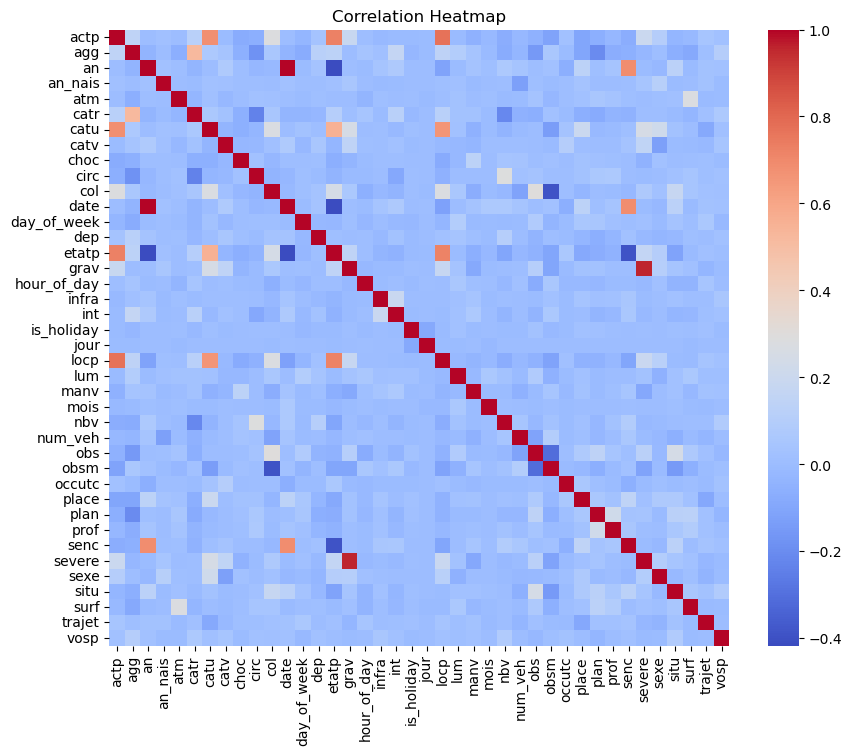 Correlation Heatmap
actp
agg
an
an_nais
atm
catr
catu
catv
choc
circ
col
date
day_of_week
dep
etatp
grav
hour_of_day
infra
int
is_holiday
jour
locp
lum
manv
mois
nbv
num_veh
obs
obsm
occutc
place
plan
prof
senc
severe
sexe
situ
surf
trajet
vosp
actp
agg
an
an_nais
atm
catr
catu
catv
choc
circ
col
date
day_of_week
dep
etatp
grav
hour_of_day
infra
int
is_holiday
jour
locp
lum
manv
mois
nbv
num_veh
obs
obsm
occutc
place
plan
prof
senc
severe
sexe
situ
surf
trajet
vosp
1.0
0.8
0.6
0.4
0.2
0.0
−0.2
−0.4